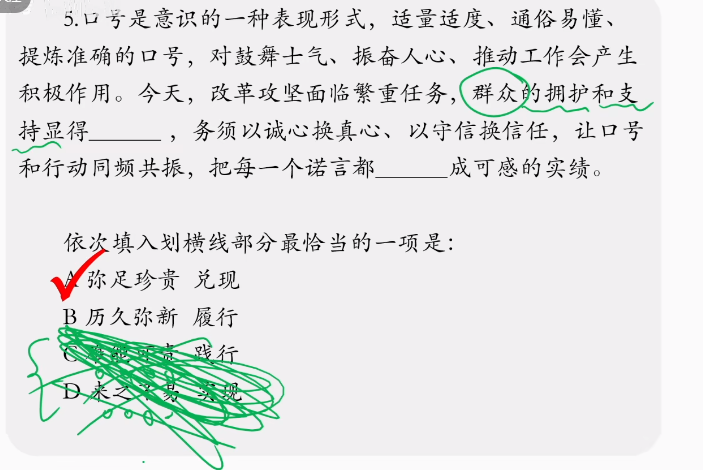 5.口号是意识的一种表现形式，适量适度、通俗易懂、
提炼准确的口号，对鼓舞士气、振奋人心、推动工作会产生
积极作用。今天，改革攻坚面临繁重任务，群众的拥护和支
持显得______，务须以诚心换真心、以守信换信任，让口号
和行动同频共振，把每一个诺言都______成可感的实绩。
依次填入划横线部分最恰当的一项是：
A 弥足珍贵 兑现
B 历久弥新 履行
C 难能可贵 践行
D 来之不易 实现